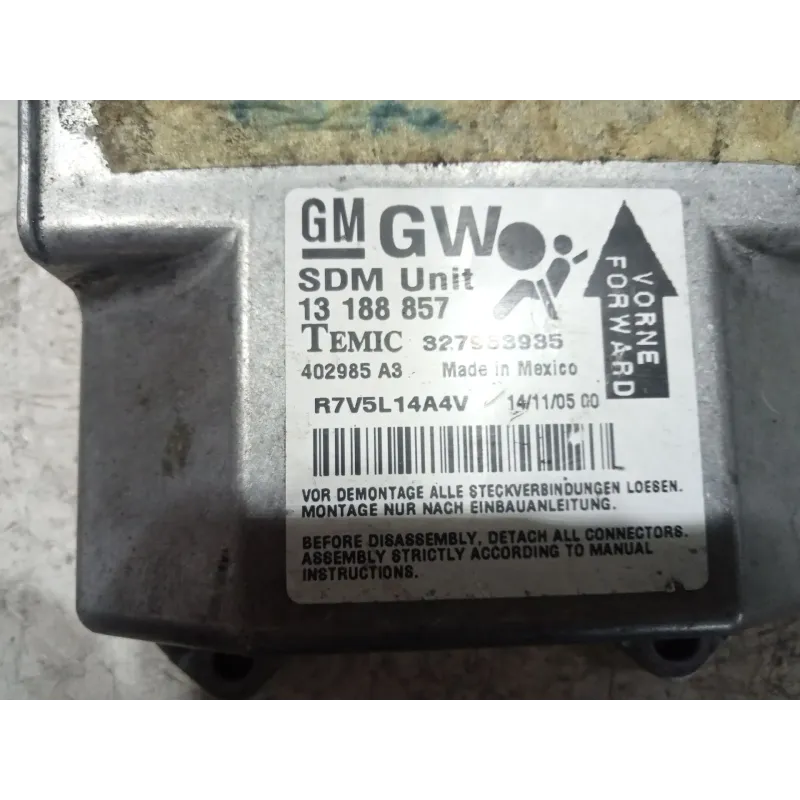 GM GW
SDM Unit
13 188 857
TEMIC 327953935
402985 A3 Made in Mexico
R7V5L14A4V 14/11/05 00
VORNE
FORWARD
VOR DEMONTAGE ALLE STECKVERBINDUNGEN LOESEN.
MONTAGE NUR NACH EINBAUANLEITUNG.
BEFORE DISASSEMBLY, DETACH ALL CONNECTORS.
ASSEMBLY STRICTLY ACCORDING TO MANUAL
INSTRUCTIONS.